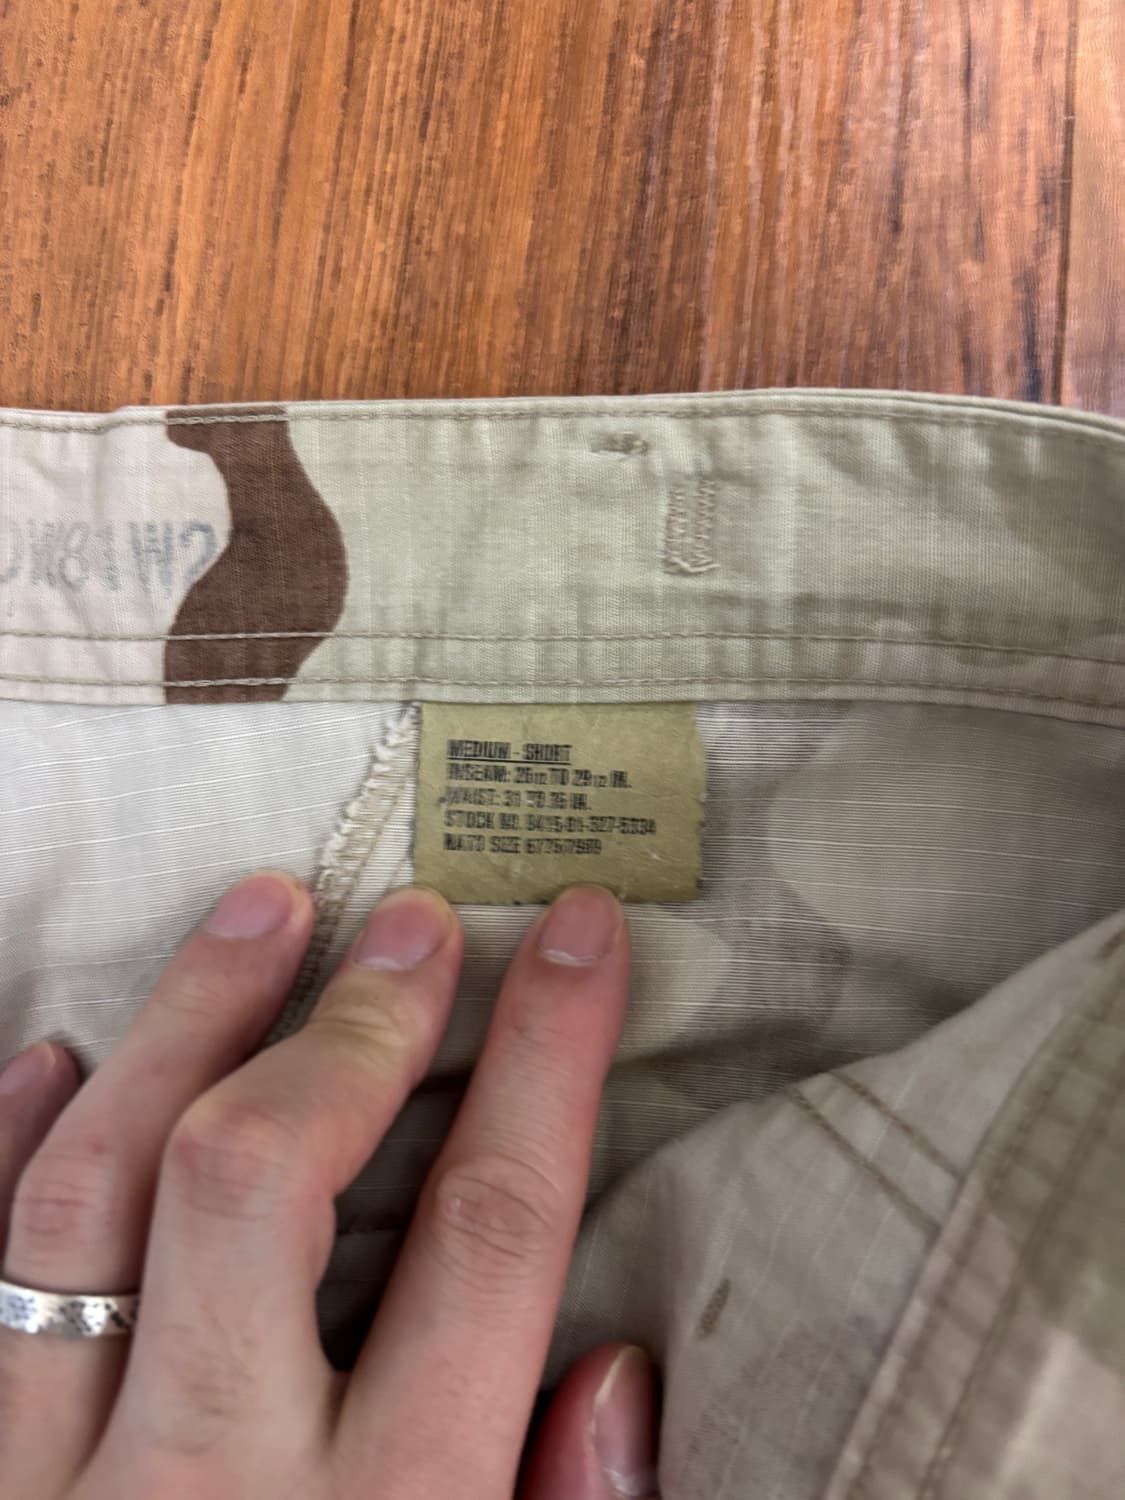 W81W2
MEDIUM - SHORT
INSEAM: 26 1/2 TO 29 1/2 IN.
WAIST: 31 TO 35 IN.
STOCK NO. 8415-01-327-5334
NATO SIZE 6775/7989